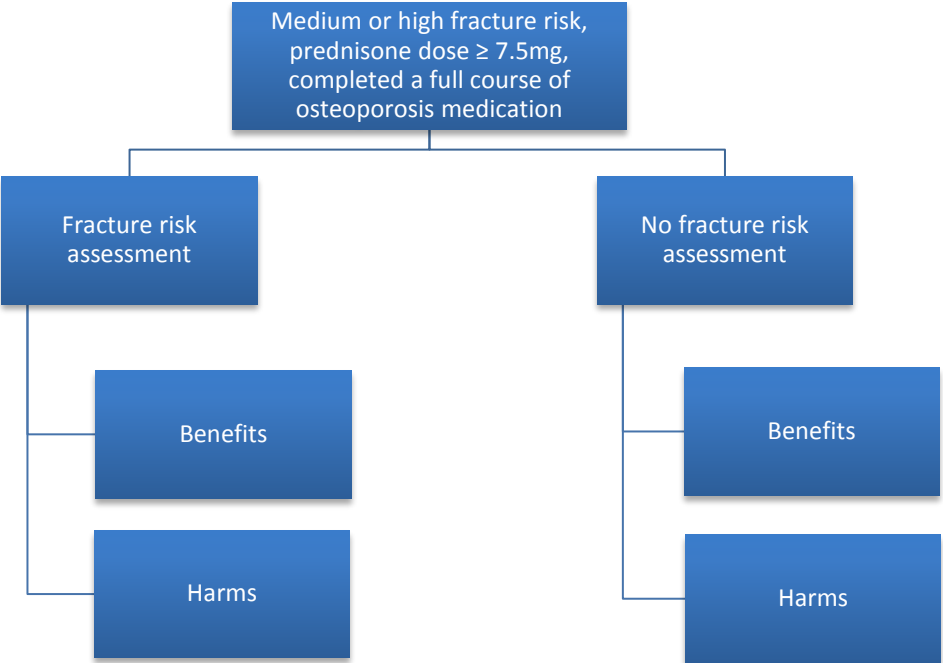 Medium or high fracture risk,
prednisone dose ≥ 7.5mg,
completed a full course of
osteoporosis medication
Fracture risk
assessment
No fracture risk
assessment
Benefits
Benefits
Harms
Harms